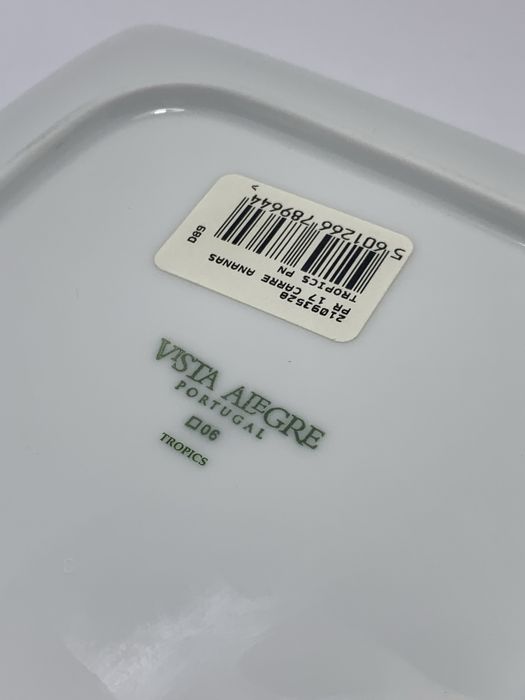 21093528
PR 17 CARRE ANANAS
TROPICS PN
5 601266 789644 >
D89
VISTA ALEGRE
PORTUGAL
06
TROPICS